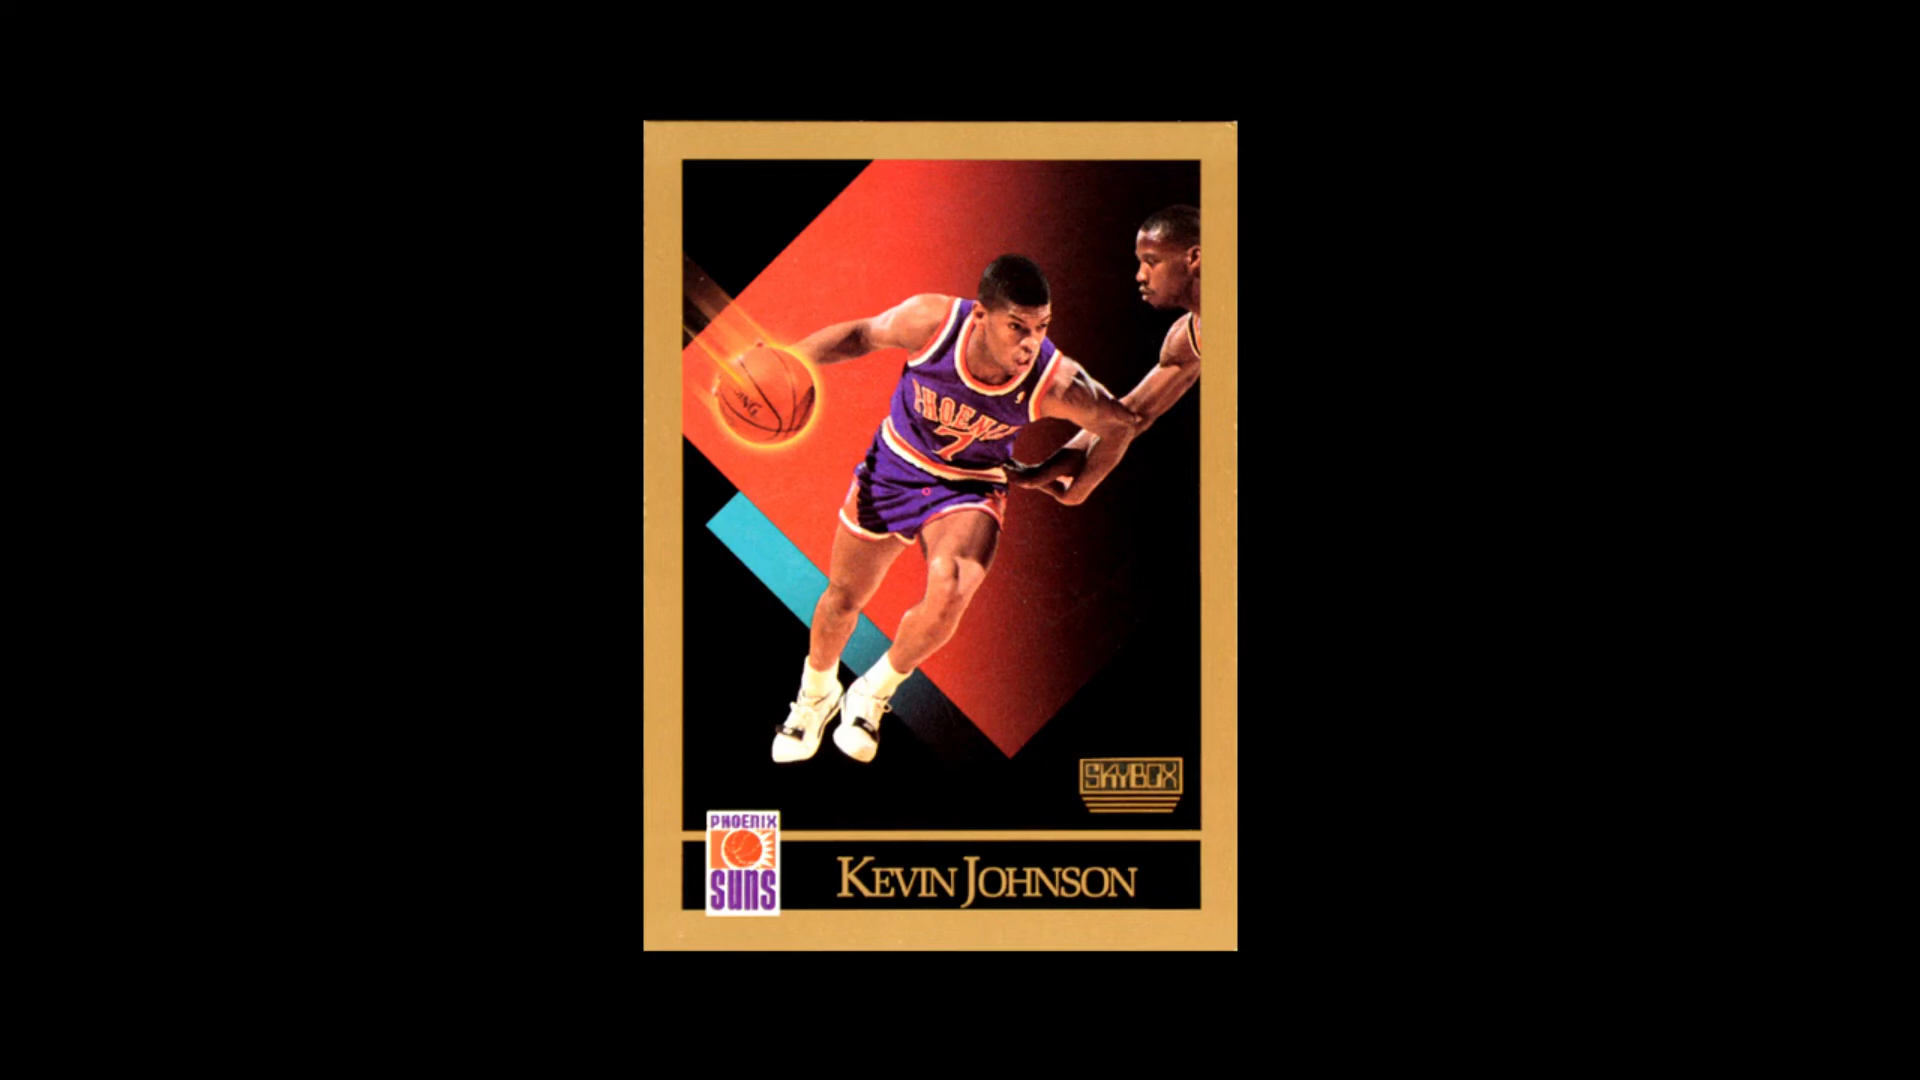 PHOENIX
7
SKYBOX
PHOENIX
SUNS
KEVIN JOHNSON